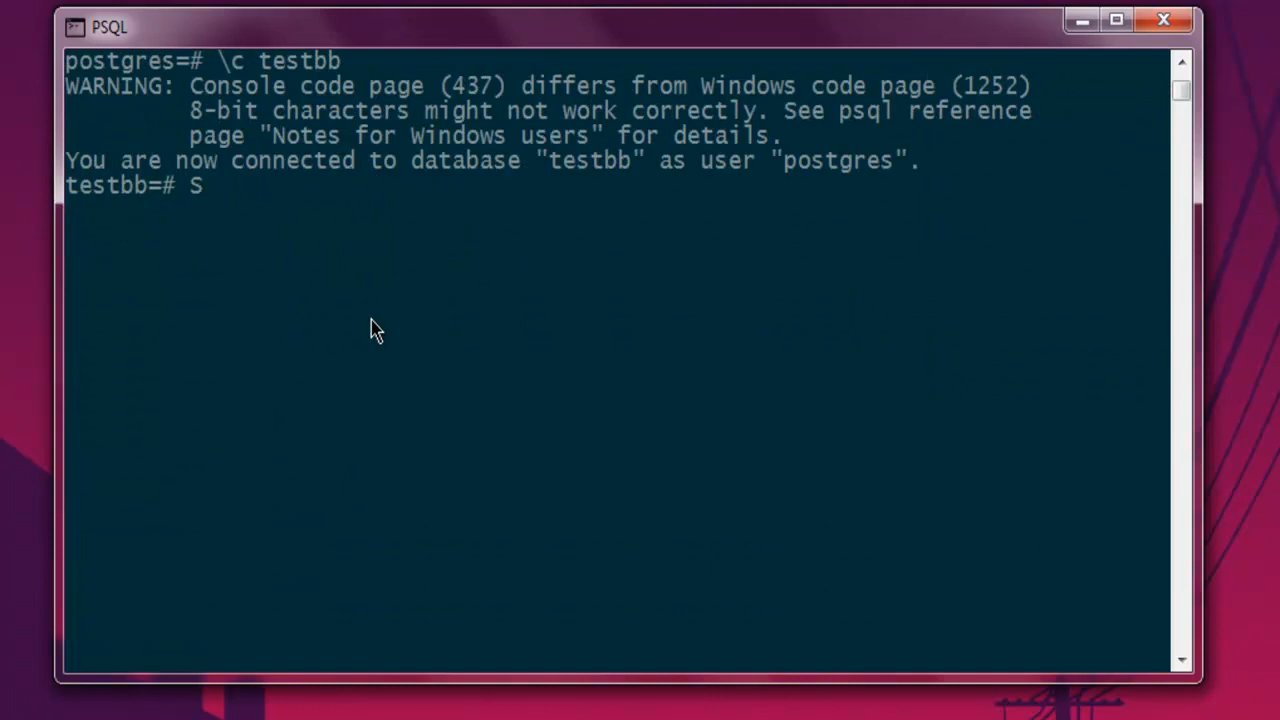 PSQL
postgres=# \c testbb
WARNING: Console code page (437) differs from Windows code page (1252)
8-bit characters might not work correctly. See psql reference
page "Notes for Windows users" for details.
You are now connected to database "testbb" as user "postgres".
testbb=# S